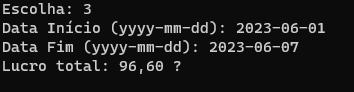 Escolha: 3
Data Início (yyyy-mm-dd): 2023-06-01
Data Fim (yyyy-mm-dd): 2023-06-07
Lucro total: 96,60 ?